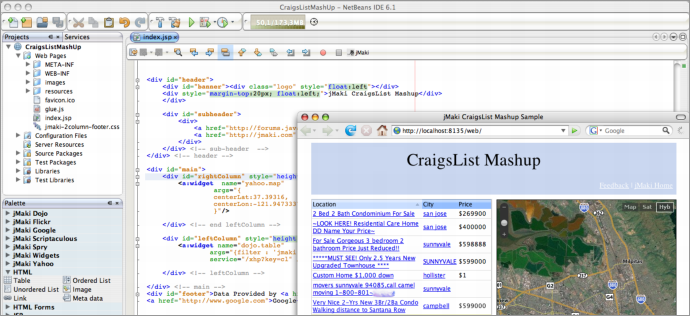 CraigsListMashUp - NetBeans IDE 6.1
50.1/173.3MB
Projects
Services
index.jsp
CraigsListMashUp
Web Pages
META-INF
WEB-INF
images
resources
favicon.ico
glue.js
index.jsp
jmaki-2column-footer.css
Configuration Files
Server Resources
Source Packages
Test Packages
Libraries
Test Libraries
Palette
jMaki Dojo
jMaki Flickr
jMaki Google
jMaki Scriptaculous
jMaki Spry
jMaki Widgets
jMaki Yahoo
HTML
Table
Ordered List
Unordered List
Image
Link
Meta data
HTML Forms
jMaki
<div id="header">
<div id="banner"><div class="logo" style="float:left"></div>
<div style="margin-top:20px; float:left;">jMaki CraigsList Mashup</div>
</div>
<div id="subheader">
<div>
<a href="http://forums.java
<a href="http://jmaki.com"
</div>
</div> <!-- sub-header -->
</div> <!-- header -->
<div id="main">
<div id="rightColumn" style="height
<a:widget name="yahoo.map"
args="{
centerLat:37.39316,
centerLon:-121.947333
}"/>
</div> <!-- end leftColumn -->
<div id="leftColumn" style="height
<a:widget name="dojo.table"
args="{filter : 'jmaki
service="/xhp?key=cl
</div> <!-- leftColumn -->
</div> <!-- main -->
<div id="footer">Data Provided by <a h
<a href="http://www.google.com">Google
jMaki CraigsList Mashup Sample
http://localhost:8135/web/
Google
CraigsList Mashup
Feedback | jMaki Home
Location
City
Price
2 Bed 2 Bath Condominium For Sale
san jose
$269900
~LOOK HERE! Residential Care Home DD Name Your Price~
san jose
$400000
For Sale Gorgeous 3 bedroom 2 bathroom Price Just Reduced!!
sunnyvale
$598888
*****MUST SEE! Only 2.5 Years New Upgraded Townhouse ****
SUNNYVALE
$599000
Custom Home $1,000 down
hollister
$1
movers sunnyvale 94085,call camel moving 1-800-801-
sunnyvale
Very Nice 2-Yrs New 3Br/2Ba Condo Walking distance to Santana Row
campbell
$599000
Map
Sat
Hyb
Milpitas